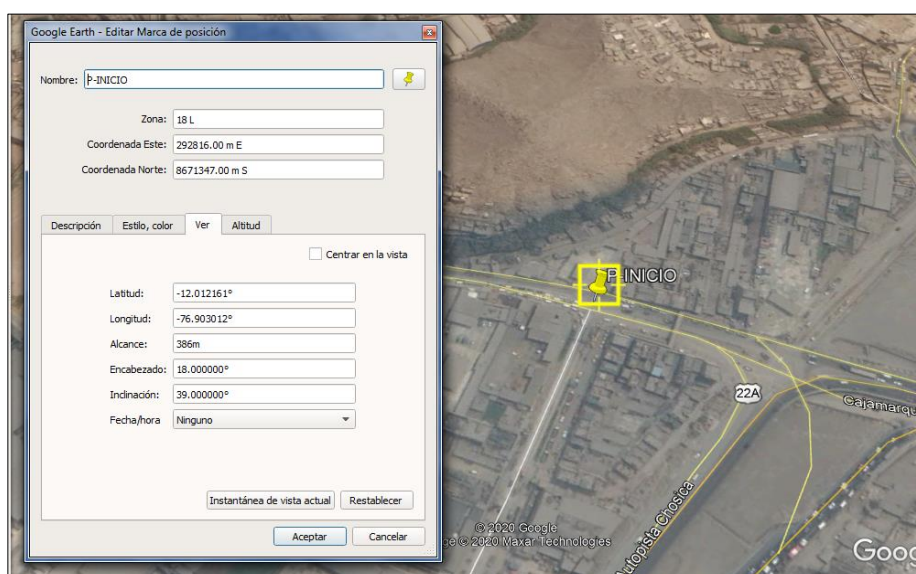 Google Earth - Editar Marca de posición
Nombre: P-INICIO
Zona: 18 L
Coordenada Este: 292816.00 m E
Coordenada Norte: 8671347.00 m S
Descripción Estilo, color Ver Altitud
Centrar en la vista
Latitud: -12.012161°
Longitud: -76.903012°
Alcance: 386m
Encabezado: 18.000000°
Inclinación: 39.000000°
Fecha/hora Ninguno
Instantánea de vista actual Restablecer
Aceptar Cancelar
P-INICIO
22A
Cajamarqu
Autopista Chosica
© 2020 Google
© 2020 Maxar Technologies
Goog